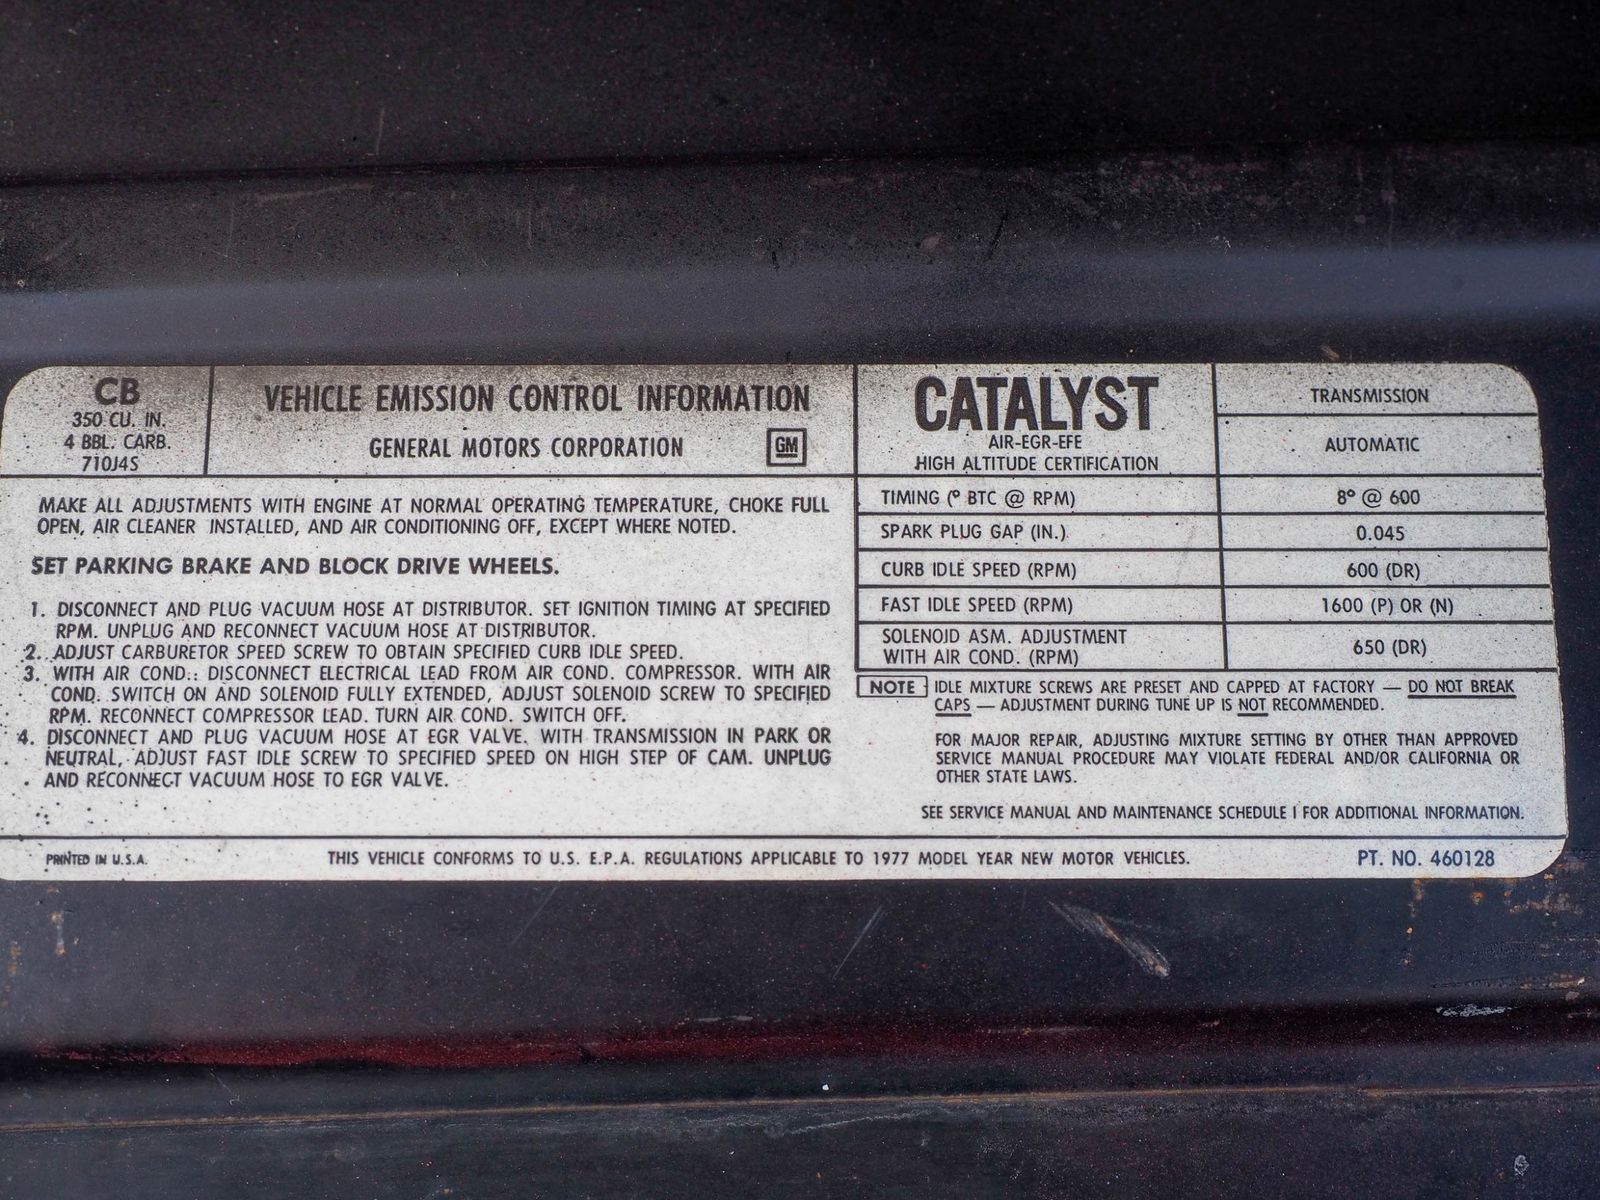 CB
350 CU. IN.
4 BBL. CARB.
710J4S
VEHICLE EMISSION CONTROL INFORMATION
GENERAL MOTORS CORPORATION
GM
CATALYST
AIR-EGR-EFE
HIGH ALTITUDE CERTIFICATION
TRANSMISSION
AUTOMATIC
MAKE ALL ADJUSTMENTS WITH ENGINE AT NORMAL OPERATING TEMPERATURE, CHOKE FULL
OPEN, AIR CLEANER INSTALLED, AND AIR CONDITIONING OFF, EXCEPT WHERE NOTED.
SET PARKING BRAKE AND BLOCK DRIVE WHEELS.
1. DISCONNECT AND PLUG VACUUM HOSE AT DISTRIBUTOR. SET IGNITION TIMING AT SPECIFIED
RPM. UNPLUG AND RECONNECT VACUUM HOSE AT DISTRIBUTOR.
2. ADJUST CARBURETOR SPEED SCREW TO OBTAIN SPECIFIED CURB IDLE SPEED.
3. WITH AIR COND.: DISCONNECT ELECTRICAL LEAD FROM AIR COND. COMPRESSOR. WITH AIR
COND. SWITCH ON AND SOLENOID FULLY EXTENDED, ADJUST SOLENOID SCREW TO SPECIFIED
RPM. RECONNECT COMPRESSOR LEAD. TURN AIR COND. SWITCH OFF.
4. DISCONNECT AND PLUG VACUUM HOSE AT EGR VALVE. WITH TRANSMISSION IN PARK OR
NEUTRAL, ADJUST FAST IDLE SCREW TO SPECIFIED SPEED ON HIGH STEP OF CAM. UNPLUG
AND RECONNECT VACUUM HOSE TO EGR VALVE.
TIMING (° BTC @ RPM) 8° @ 600
SPARK PLUG GAP (IN.) 0.045
CURB IDLE SPEED (RPM) 600 (DR)
FAST IDLE SPEED (RPM) 1600 (P) OR (N)
SOLENOID ASM. ADJUSTMENT
WITH AIR COND. (RPM) 650 (DR)
NOTE IDLE MIXTURE SCREWS ARE PRESET AND CAPPED AT FACTORY — DO NOT BREAK
CAPS — ADJUSTMENT DURING TUNE UP IS NOT RECOMMENDED.
FOR MAJOR REPAIR, ADJUSTING MIXTURE SETTING BY OTHER THAN APPROVED
SERVICE MANUAL PROCEDURE MAY VIOLATE FEDERAL AND/OR CALIFORNIA OR
OTHER STATE LAWS.
SEE SERVICE MANUAL AND MAINTENANCE SCHEDULE I FOR ADDITIONAL INFORMATION.
PRINTED IN U.S.A.
THIS VEHICLE CONFORMS TO U.S. E.P.A. REGULATIONS APPLICABLE TO 1977 MODEL YEAR NEW MOTOR VEHICLES.
PT. NO. 460128